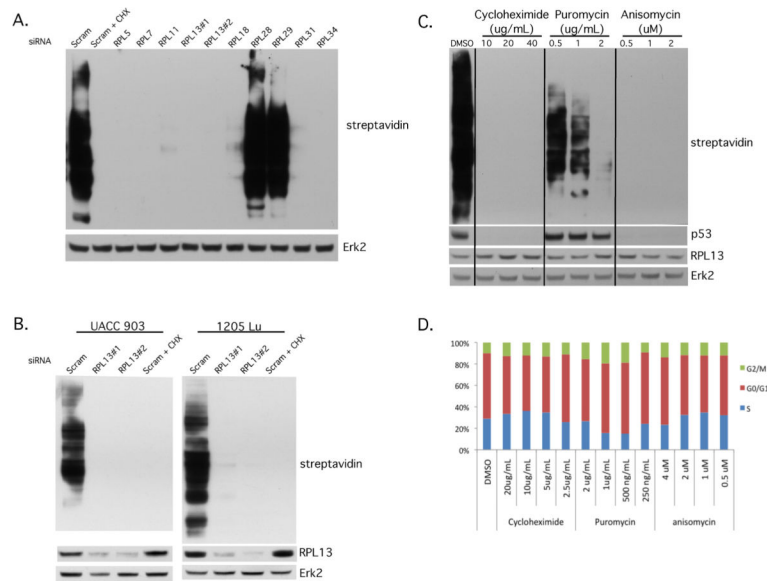 A.
siRNA
Scram
Scram + CHX
RPL5
RPL7
RPL11
RPL13#1
RPL13#2
RPL18
RPL28
RPL29
RPL31
RPL34
streptavidin
Erk2
B.
UACC 903
1205 Lu
siRNA
Scram
RPL13#1
RPL13#2
Scram + CHX
Scram
RPL13#1
RPL13#2
Scram + CHX
streptavidin
RPL13
Erk2
C.
Cycloheximide Puromycin Anisomycin
(ug/mL) (ug/mL) (uM)
DMSO 10 20 40 0.5 1 2 0.5 1 2
streptavidin
p53
RPL13
Erk2
D.
100%
80%
60%
40%
20%
0%
G2/M
G0/G1
S
DMSO
20ug/mL
10ug/mL
5ug/mL
2.5ug/mL
2 ug/mL
1ug/mL
500 ng/mL
250 ng/mL
4 uM
2 uM
1 uM
0.5 uM
Cycloheximide Puromycin anisomycin